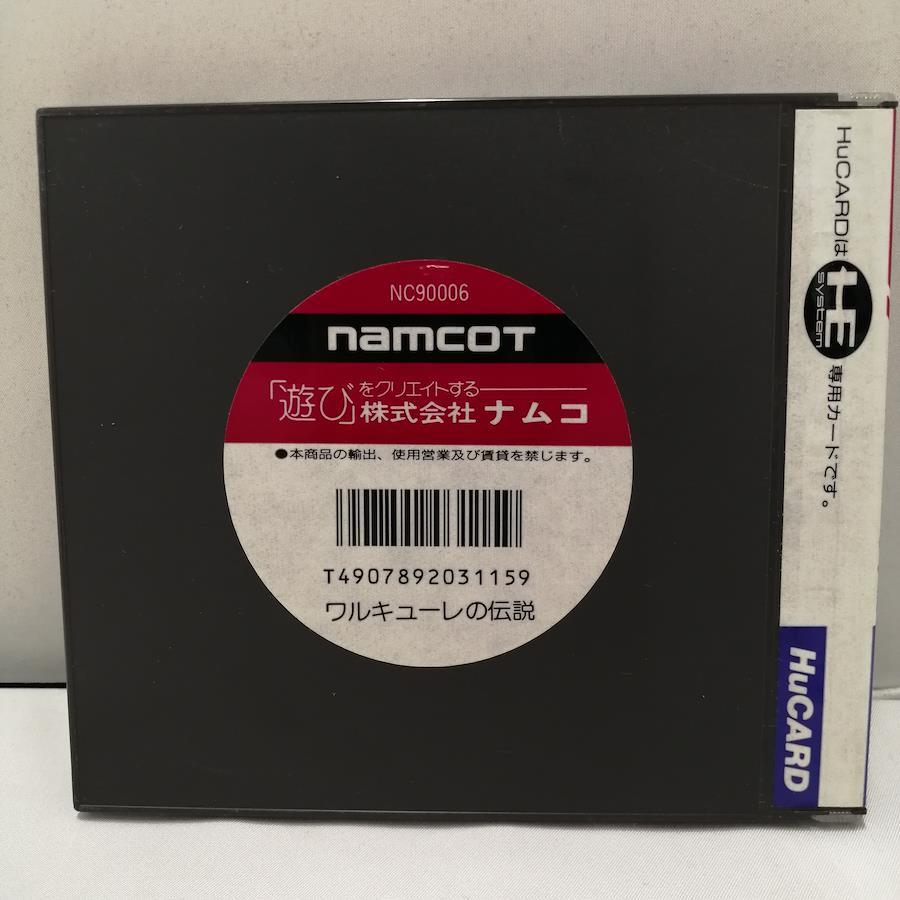 NC90006
namcot
「遊び」をクリエイトする
株式会社 ナムコ
●本商品の輸出、使用営業及び賃貸を禁じます。
T4907892031159
ワルキューレの伝説
HuCARDは HE system 専用カードです。
HuCARD